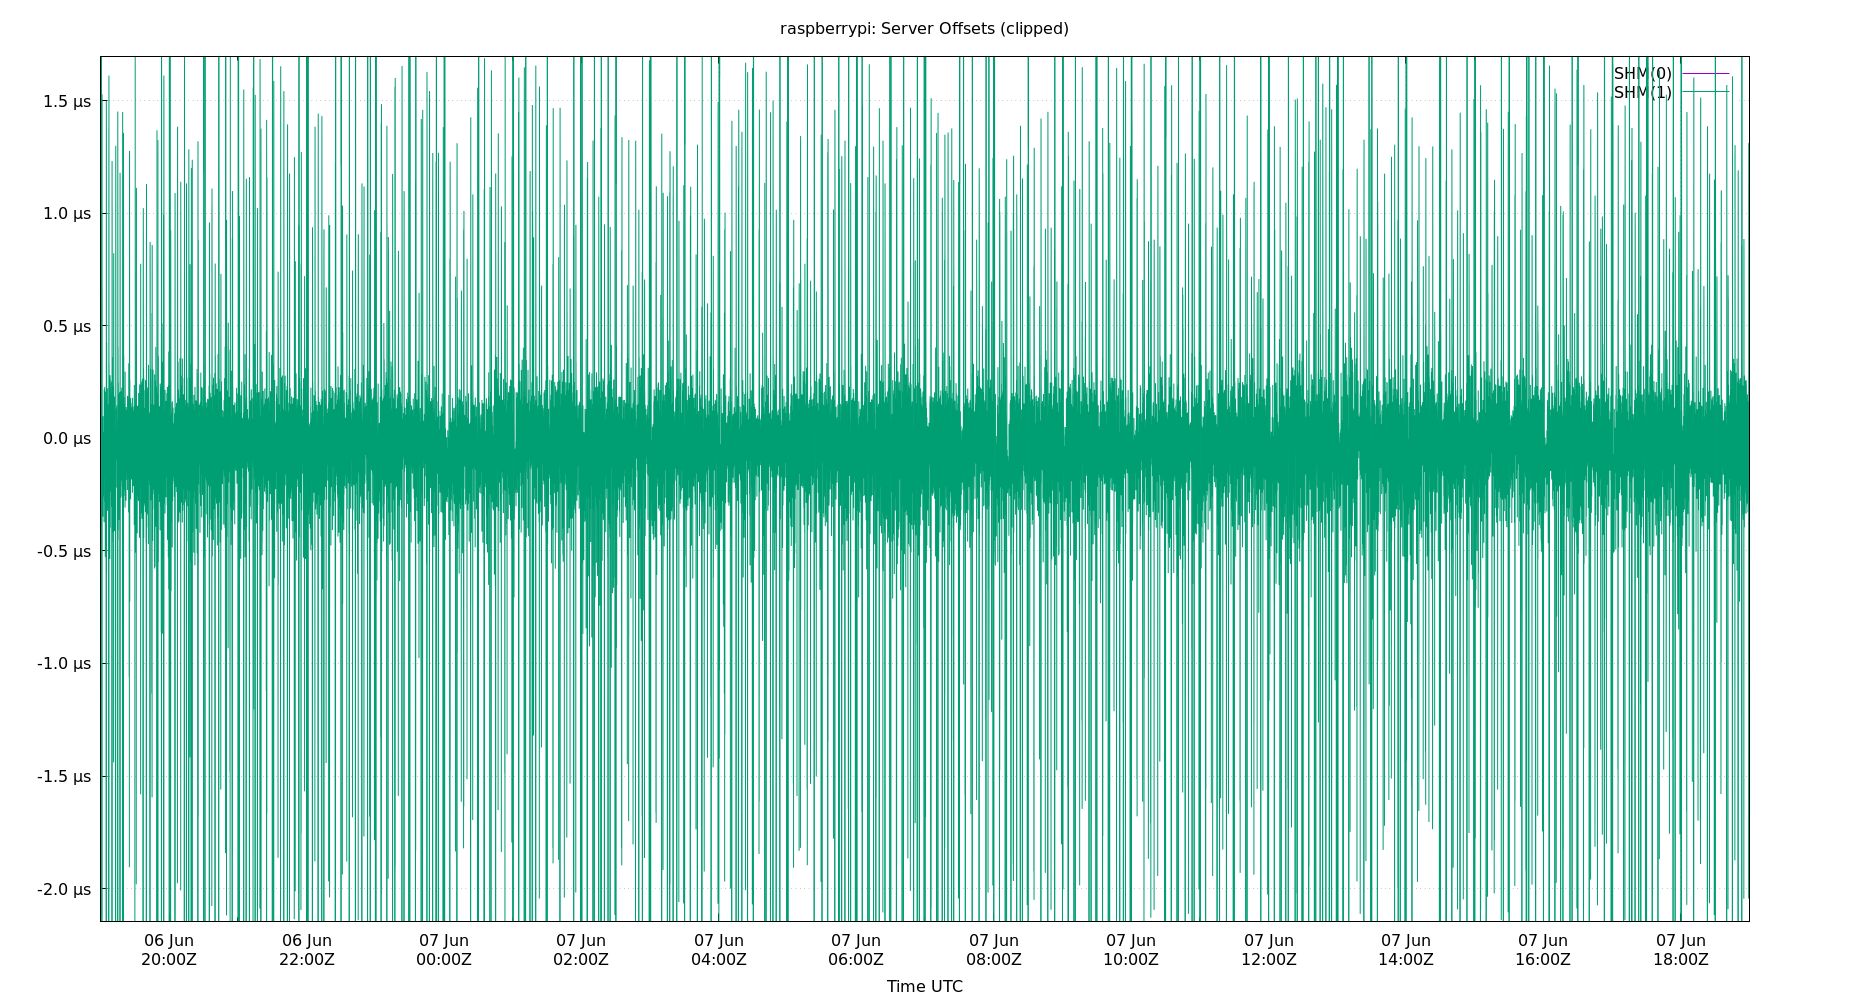 raspberrypi: Server Offsets (clipped)
SHM(0)
SHM(1)
1.5 µs
1.0 µs
0.5 µs
0.0 µs
-0.5 µs
-1.0 µs
-1.5 µs
-2.0 µs
06 Jun 06 Jun 07 Jun 07 Jun 07 Jun 07 Jun 07 Jun 07 Jun 07 Jun 07 Jun 07 Jun 07 Jun
20:00Z 22:00Z 00:00Z 02:00Z 04:00Z 06:00Z 08:00Z 10:00Z 12:00Z 14:00Z 16:00Z 18:00Z
Time UTC